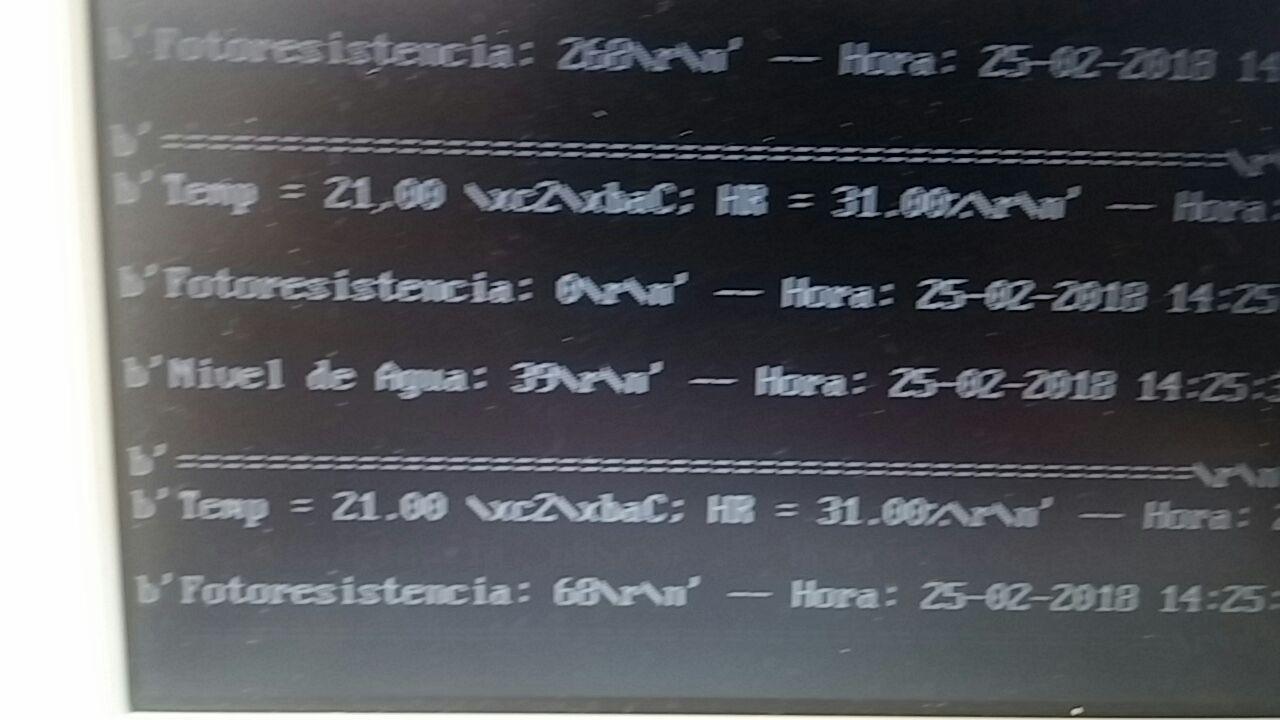 b'Fotoresistencia: 268\r\n' -- Hora: 25-02-2018 14
b'=============================================\r\
b'Temp = 21.00 \xc2\xbaC; HR = 31.00%\r\n' -- Hora:
b'Fotoresistencia: 0\r\n' -- Hora: 25-02-2018 14:25
b'Nivel de Agua: 39\r\n' -- Hora: 25-02-2018 14:25:3
b'===========================================\r\n
b'Temp = 21.00 \xc2\xbaC; HR = 31.00%\r\n' -- Hora: 2
b'Fotoresistencia: 68\r\n' -- Hora: 25-02-2018 14:25: